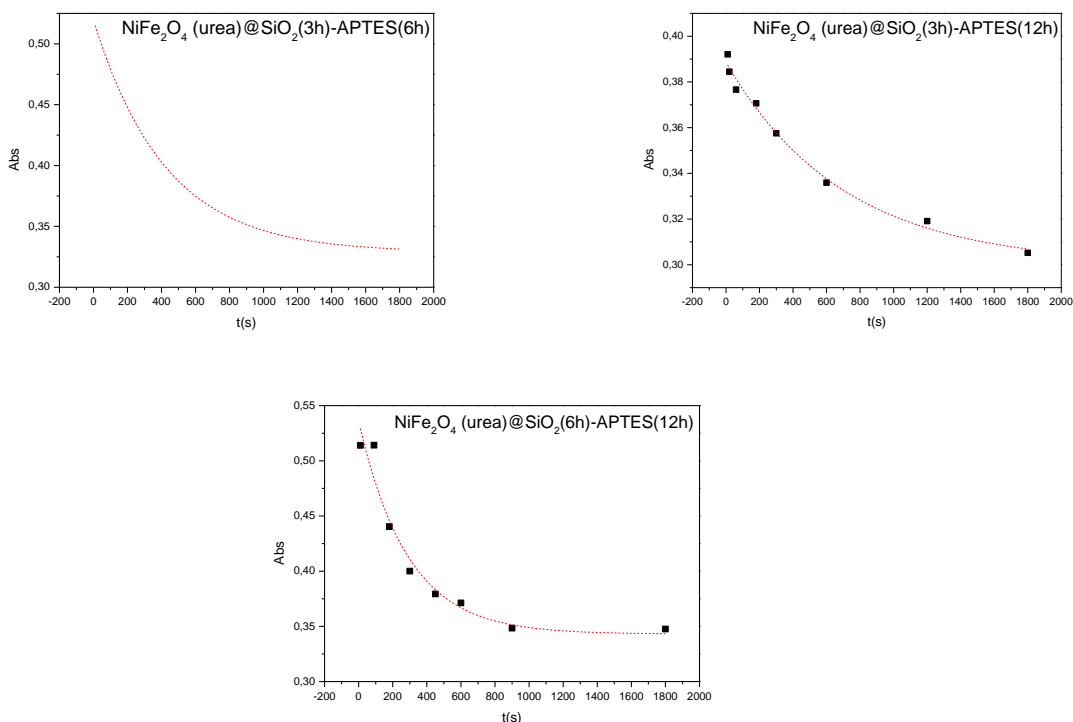 NiFe2O4 (urea)@SiO2(3h)-APTES(6h)
0,50
0,45
0,40
0,35
0,30
Abs
-200 0 200 400 600 800 1000 1200 1400 1600 1800 2000
t(s)
NiFe2O4 (urea)@SiO2(3h)-APTES(12h)
0,40
0,38
0,36
0,34
0,32
0,30
Abs
-200 0 200 400 600 800 1000 1200 1400 1600 1800 2000
t(s)
NiFe2O4 (urea)@SiO2(6h)-APTES(12h)
0,55
0,50
0,45
0,40
0,35
0,30
Abs
-200 0 200 400 600 800 1000 1200 1400 1600 1800 2000
t(s)